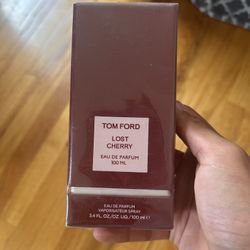 TOM FORD
LOST
CHERRY
EAU DE PARFUM
100 ML
EAU DE PARFUM
VAPORISATEUR SPRAY
3.4 FL.OZ./OZ. LIQ./100 ml ℮